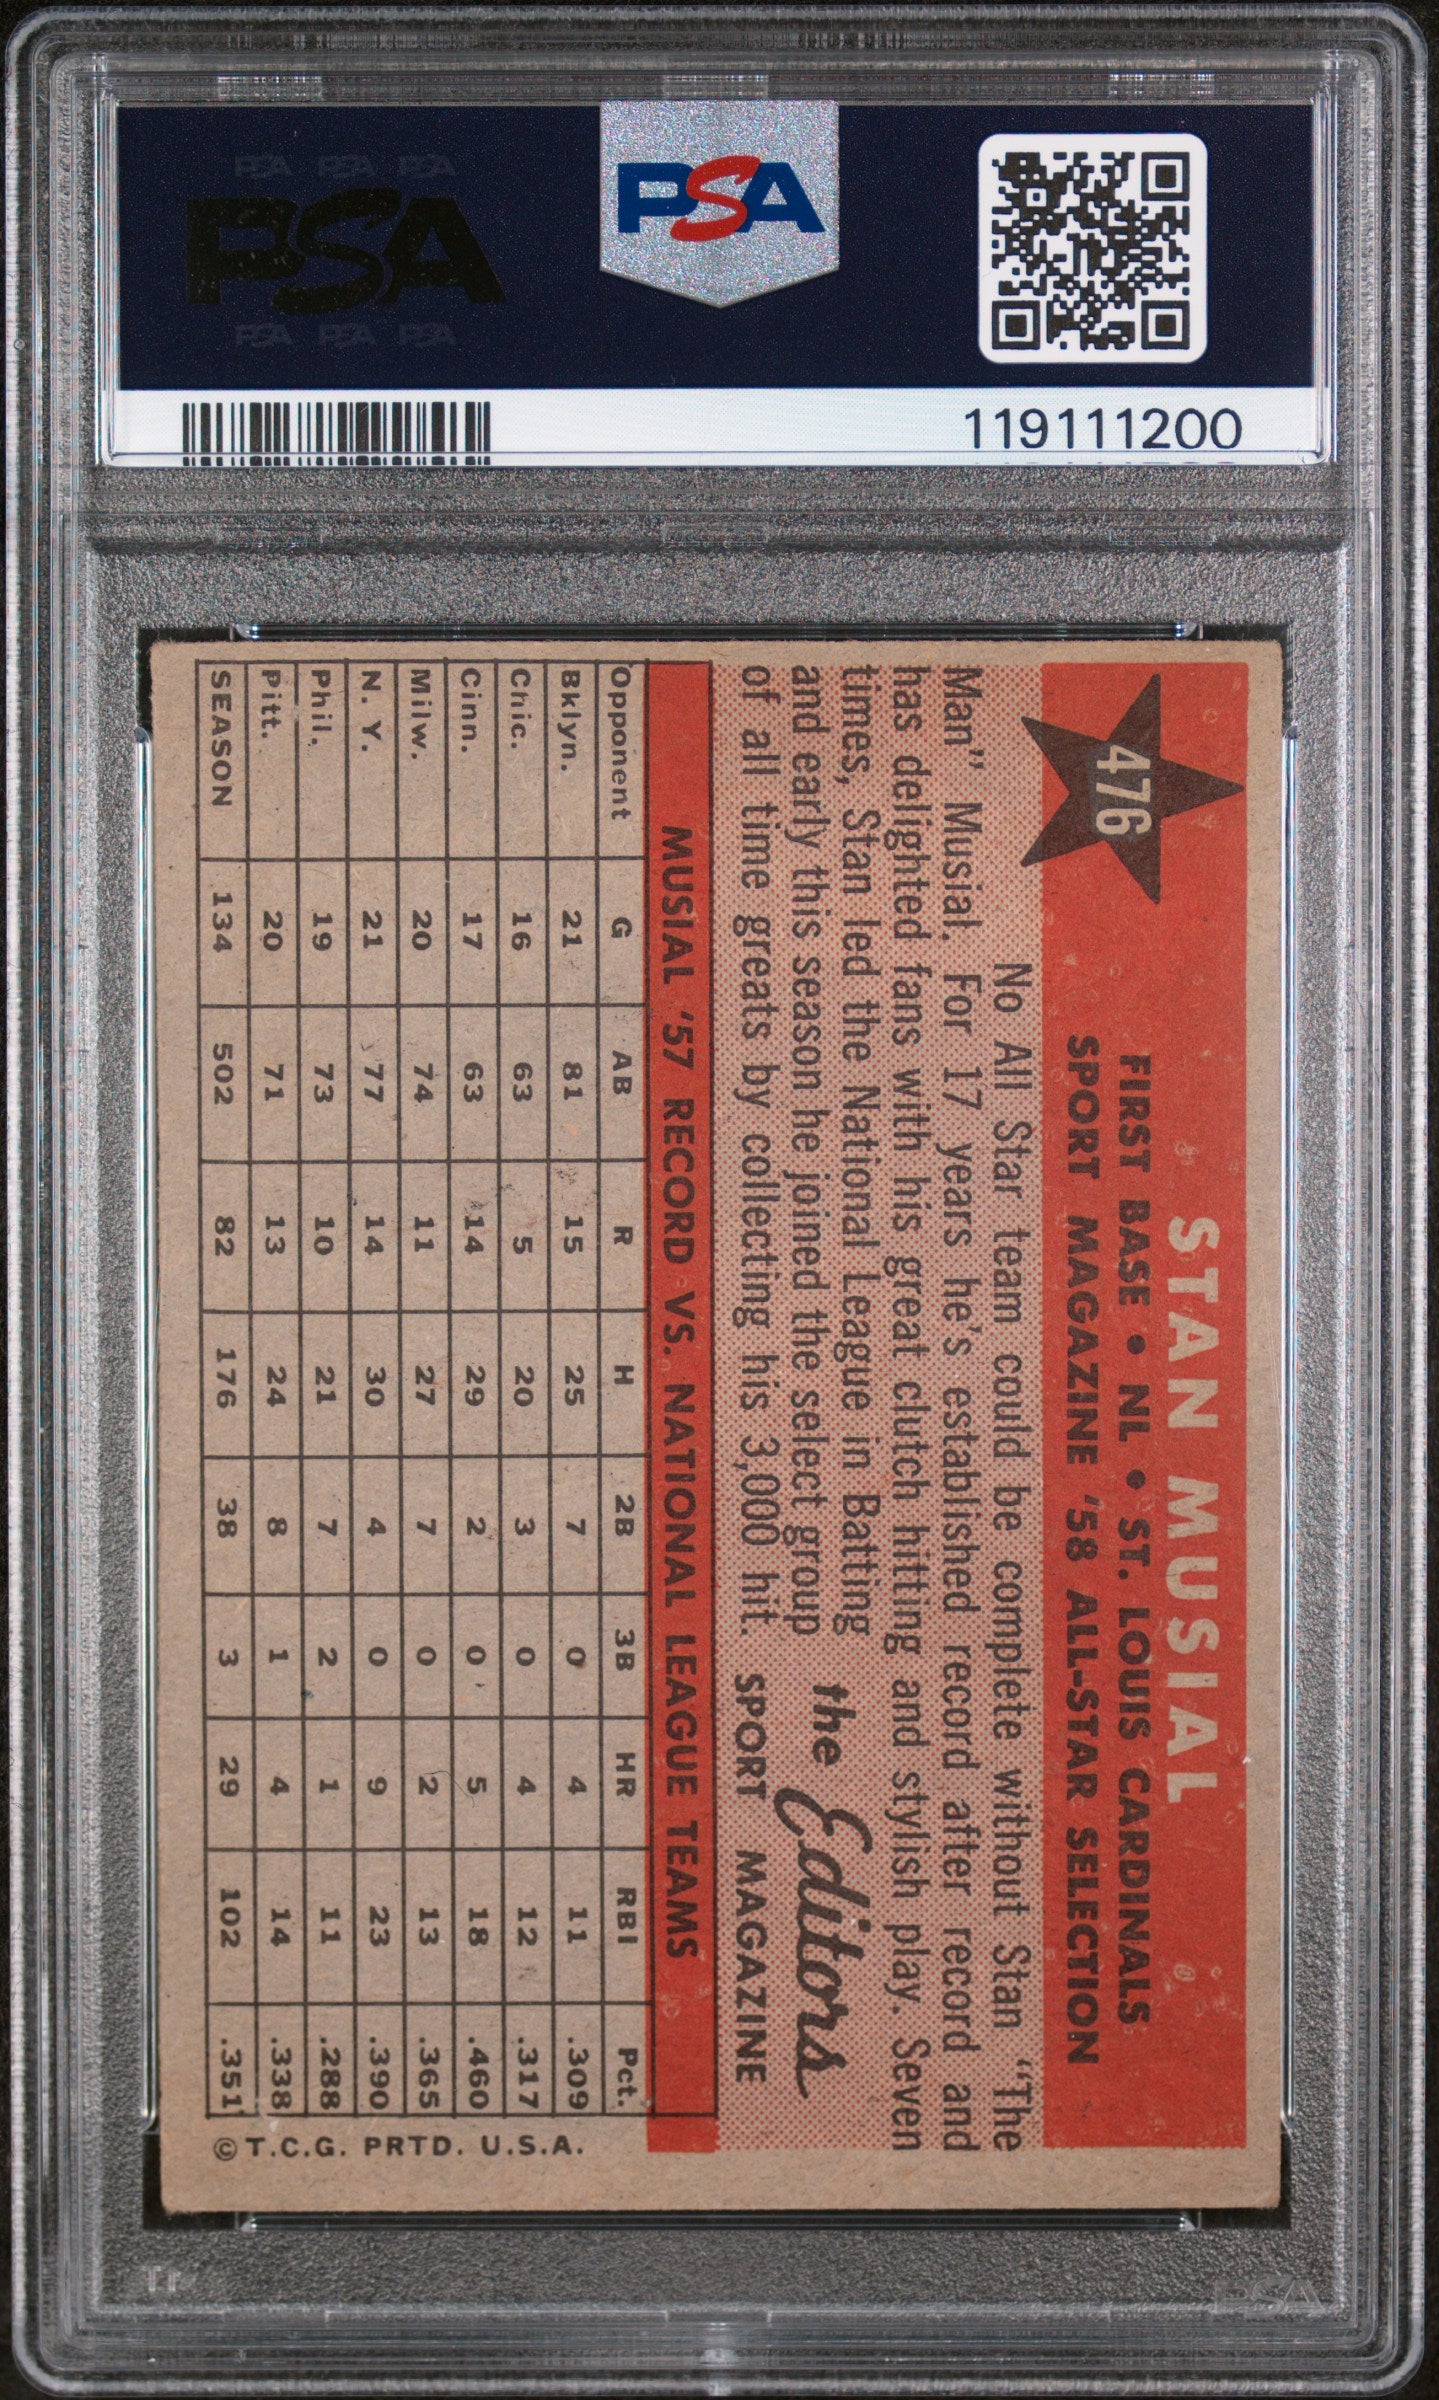 PSA PSA PSA
PSA
PSA PSA PSA
PSA
119111200
476
STAN MUSIAL
FIRST BASE • NL • ST. LOUIS CARDINALS
SPORT MAGAZINE '58 ALL-STAR SELECTION
No All Star team could be complete without Stan "The
Man" Musial. For 17 years he's established record after record and
has delighted fans with his great clutch hitting and stylish play. Seven
times, Stan led the National League in Batting
and early this season he joined the select group
of all time greats by collecting his 3,000 hit.
the Editors
SPORT MAGAZINE
MUSIAL '57 RECORD VS. NATIONAL LEAGUE TEAMS
Opponent G AB R H 2B 3B HR RBI Pct.
Bklyn. 21 81 15 25 7 0 4 11 .309
Chic. 16 63 5 20 3 0 4 12 .317
Cinn. 17 63 14 29 2 0 5 18 .460
Milw. 20 74 11 27 7 0 2 13 .365
N. Y. 21 77 14 30 4 0 9 23 .390
Phil. 19 73 10 21 7 2 1 11 .288
Pitt. 20 71 13 24 8 1 4 14 .338
SEASON 134 502 82 176 38 3 29 102 .351
© T.C.G. PRTD. U.S.A.
PSA